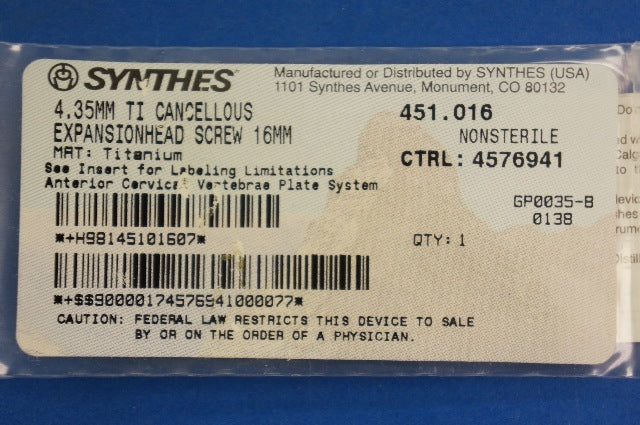 SYNTHES
Manufactured or Distributed by SYNTHES (USA)
1101 Synthes Avenue, Monument, CO 80132
4.35MM TI CANCELLOUS
EXPANSIONHEAD SCREW 16MM
451.016
NONSTERILE
MAT: Titanium
CTRL: 4576941
See Insert for Labeling Limitations
Anterior Cervical Vertebrae Plate System
GP0035-B
0138
*+H98145101607*
QTY: 1
*+$$90000174576941000077*
CAUTION: FEDERAL LAW RESTRICTS THIS DEVICE TO SALE
BY OR ON THE ORDER OF A PHYSICIAN.